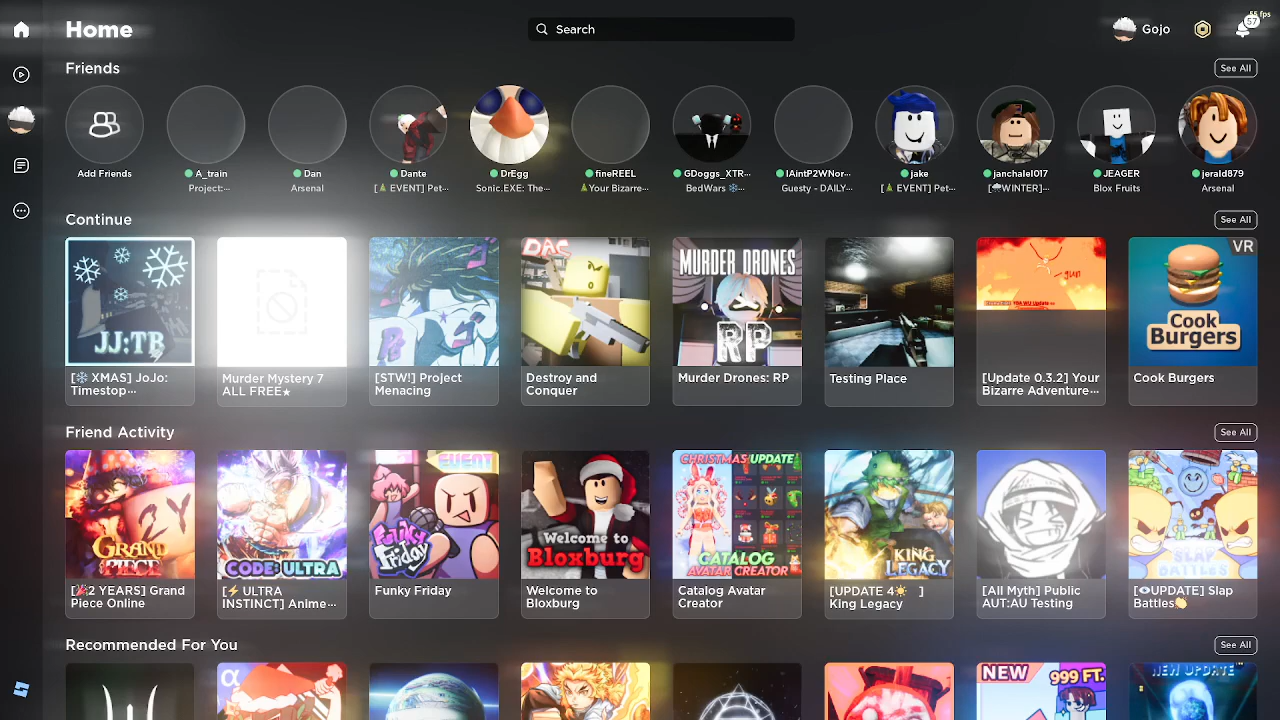 55 fps
Home
Search
Gojo
57
Friends
See All
Add Friends
A_train
Project:...
Dan
Arsenal
Dante
[🎄 EVENT] Pet...
DrEgg
Sonic.EXE: The...
fineREEL
🎄Your Bizarre...
GDoggs_XTR...
BedWars ❄️...
IAintP2WNor...
Guesty - DAILY...
jake
[🎄 EVENT] Pet...
janchale1017
[🌨️WINTER]...
JEAGER
Blox Fruits
jerald879
Arsenal
Continue
See All
JJ:TB
DAC
MURDER DRONES
RP
gun
VR
Cook
Burgers
[❄️ XMAS] JoJo:
Timestop...
Murder Mystery 7
ALL FREE★
[STW!] Project
Menacing
Destroy and
Conquer
Murder Drones: RP
Testing Place
[Update 0.3.2] Your
Bizarre Adventure...
Cook Burgers
Friend Activity
See All
GRAND
PIECE
CODE: ULTRA
EVENT
FUNKY
Friday
Welcome to
Bloxburg
CHRISTMAS UPDATE
CATALOG
AVATAR CREATOR
KING
LEGACY
SLAP
BATTLES
[🎉2 YEARS] Grand
Piece Online
[⚡ ULTRA
INSTINCT] Anime...
Funky Friday
Welcome to
Bloxburg
Catalog Avatar
Creator
[UPDATE 4☀️ ]
King Legacy
[All Myth] Public
AUT:AU Testing
[👁️UPDATE] Slap
Battles👏
Recommended For You
See All
α
NEW
999 FT.
NEW UPDATE